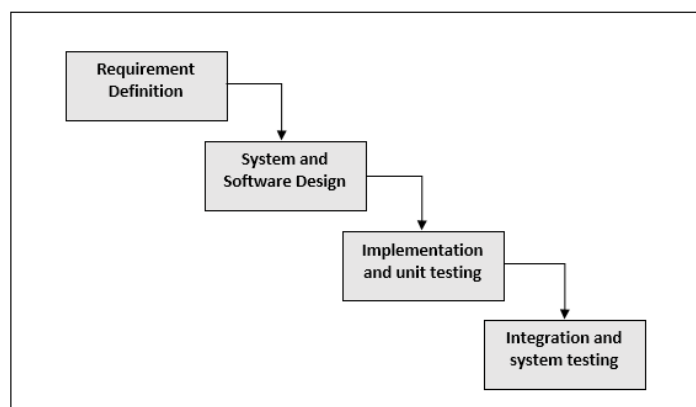 Requirement
Definition
System and
Software Design
Implementation
and unit testing
Integration and
system testing